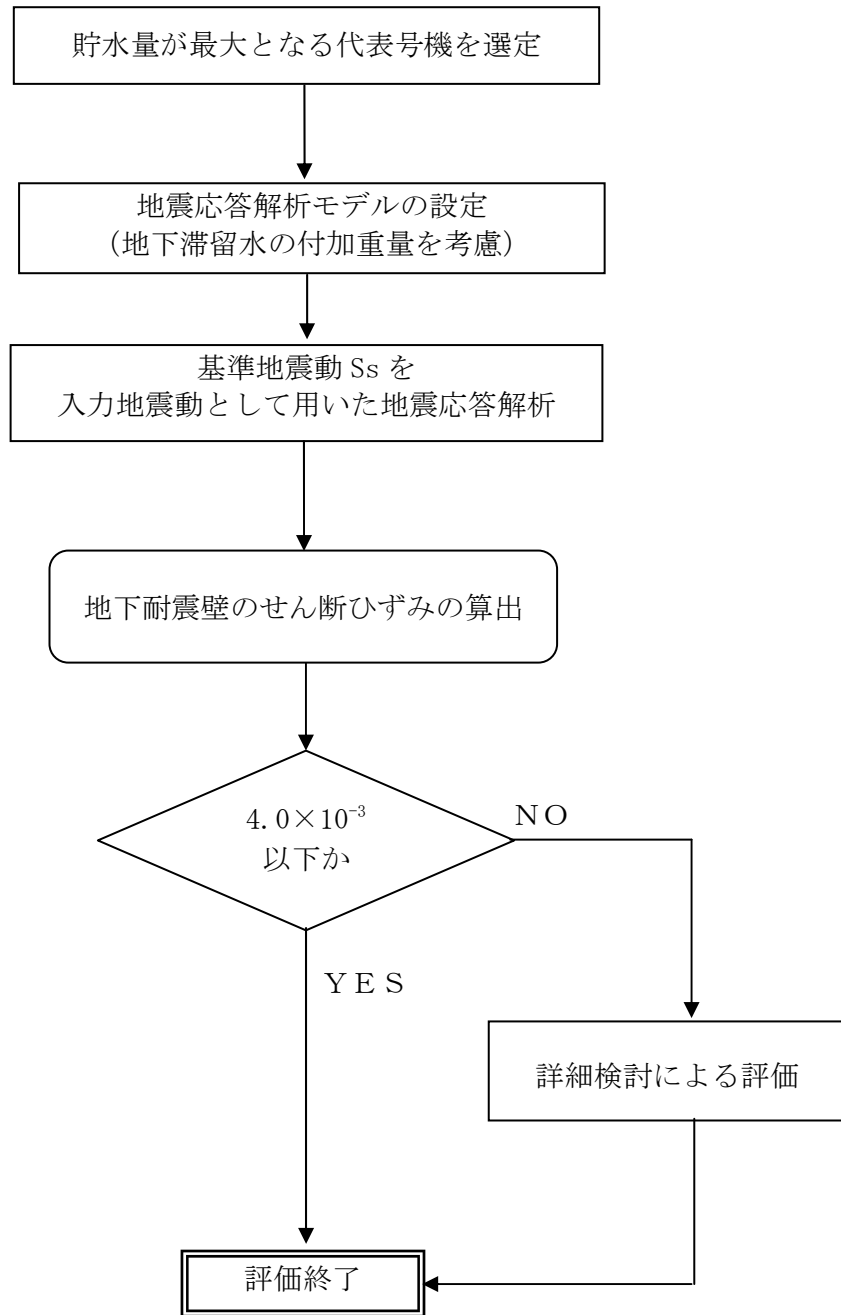 貯水量が最大となる代表号機を選定
地震応答解析モデルの設定
（地下滞留水の付加重量を考慮）
基準地震動 Ss を
入力地震動として用いた地震応答解析
地下耐震壁のせん断ひずみの算出
4.0×10⁻³
以下か
ＮＯ
ＹＥＳ
詳細検討による評価
評価終了